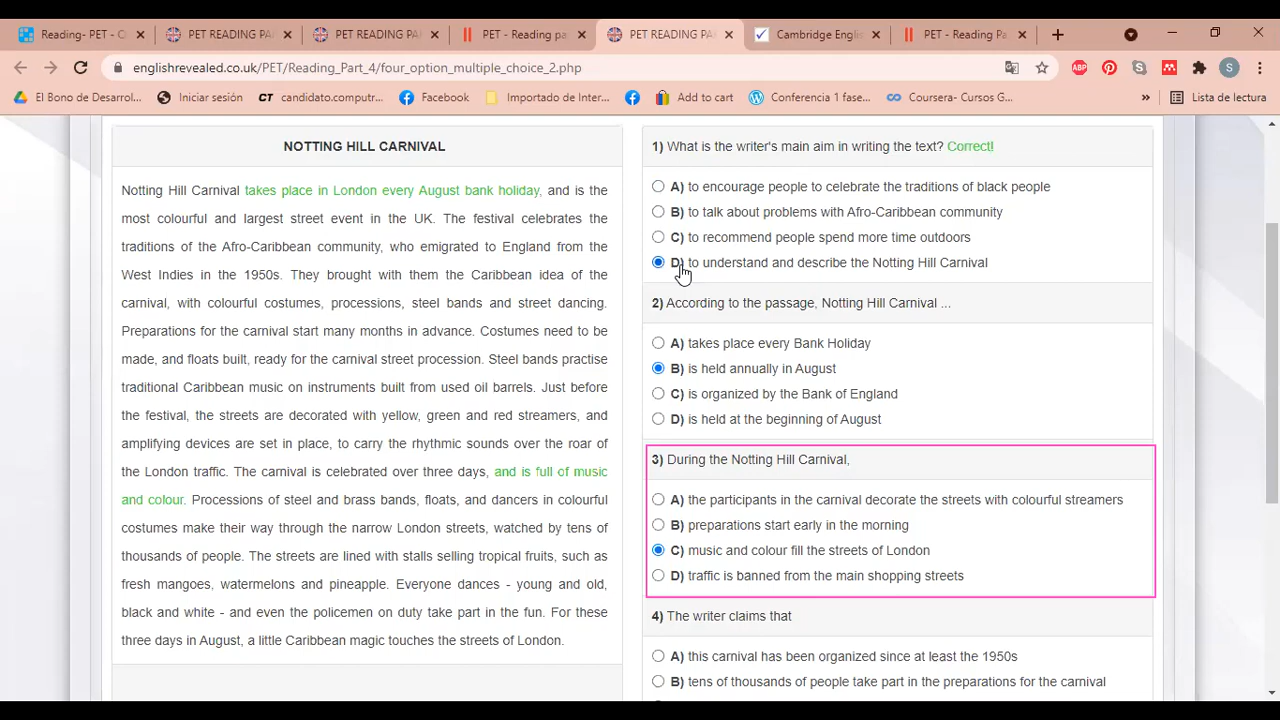 Reading- PET - C
PET READING PA
PET READING PA
PET - Reading pa
PET READING PA
Cambridge Engli
PET - Reading Pa
englishrevealed.co.uk/PET/Reading_Part_4/four_option_multiple_choice_2.php
El Bono de Desarrol...
Iniciar sesión
candidato.computr...
Facebook
Importado de Inter...
Add to cart
Conferencia 1 fase...
Coursera- Cursos G...
»
Lista de lectura
NOTTING HILL CARNIVAL
Notting Hill Carnival takes place in London every August bank holiday, and is the
most colourful and largest street event in the UK. The festival celebrates the
traditions of the Afro-Caribbean community, who emigrated to England from the
West Indies in the 1950s. They brought with them the Caribbean idea of the
carnival, with colourful costumes, processions, steel bands and street dancing.
Preparations for the carnival start many months in advance. Costumes need to be
made, and floats built, ready for the carnival street procession. Steel bands practise
traditional Caribbean music on instruments built from used oil barrels. Just before
the festival, the streets are decorated with yellow, green and red streamers, and
amplifying devices are set in place, to carry the rhythmic sounds over the roar of
the London traffic. The carnival is celebrated over three days, and is full of music
and colour. Processions of steel and brass bands, floats, and dancers in colourful
costumes make their way through the narrow London streets, watched by tens of
thousands of people. The streets are lined with stalls selling tropical fruits, such as
fresh mangoes, watermelons and pineapple. Everyone dances - young and old,
black and white - and even the policemen on duty take part in the fun. For these
three days in August, a little Caribbean magic touches the streets of London.
1) What is the writer's main aim in writing the text? Correct!
A) to encourage people to celebrate the traditions of black people
B) to talk about problems with Afro-Caribbean community
C) to recommend people spend more time outdoors
D) to understand and describe the Notting Hill Carnival
2) According to the passage, Notting Hill Carnival ...
A) takes place every Bank Holiday
B) is held annually in August
C) is organized by the Bank of England
D) is held at the beginning of August
3) During the Notting Hill Carnival,
A) the participants in the carnival decorate the streets with colourful streamers
B) preparations start early in the morning
C) music and colour fill the streets of London
D) traffic is banned from the main shopping streets
4) The writer claims that
A) this carnival has been organized since at least the 1950s
B) tens of thousands of people take part in the preparations for the carnival